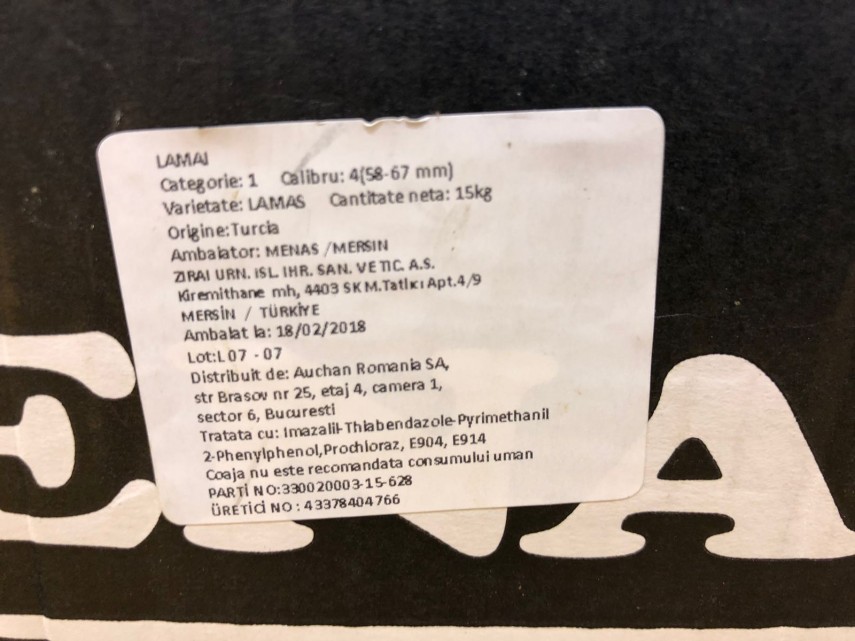 LAMAI
Categorie: 1 Calibru: 4(58-67 mm)
Varietate: LAMAS Cantitate neta: 15kg
Origine:Turcia
Ambalator: MENAS /MERSIN
ZIRAI URN. ISL. IHR. SAN. VE TIC. A.S.
Kiremithane mh, 4403 SK M.Tatlıcı Apt.4/9
MERSİN / TÜRKİYE
Ambalat la: 18/02/2018
Lot:L07 - 07
Distribuit de: Auchan Romania SA,
str Brasov nr 25, etaj 4, camera 1,
sector 6, Bucuresti
Tratata cu: Imazalil-Thiabendazole-Pyrimethanil
2-Phenylphenol,Prochloraz, E904, E914
Coaja nu este recomandata consumului uman
PARTİ NO:330020003-15-628
ÜRETİCİ NO : 43378404766
ENA